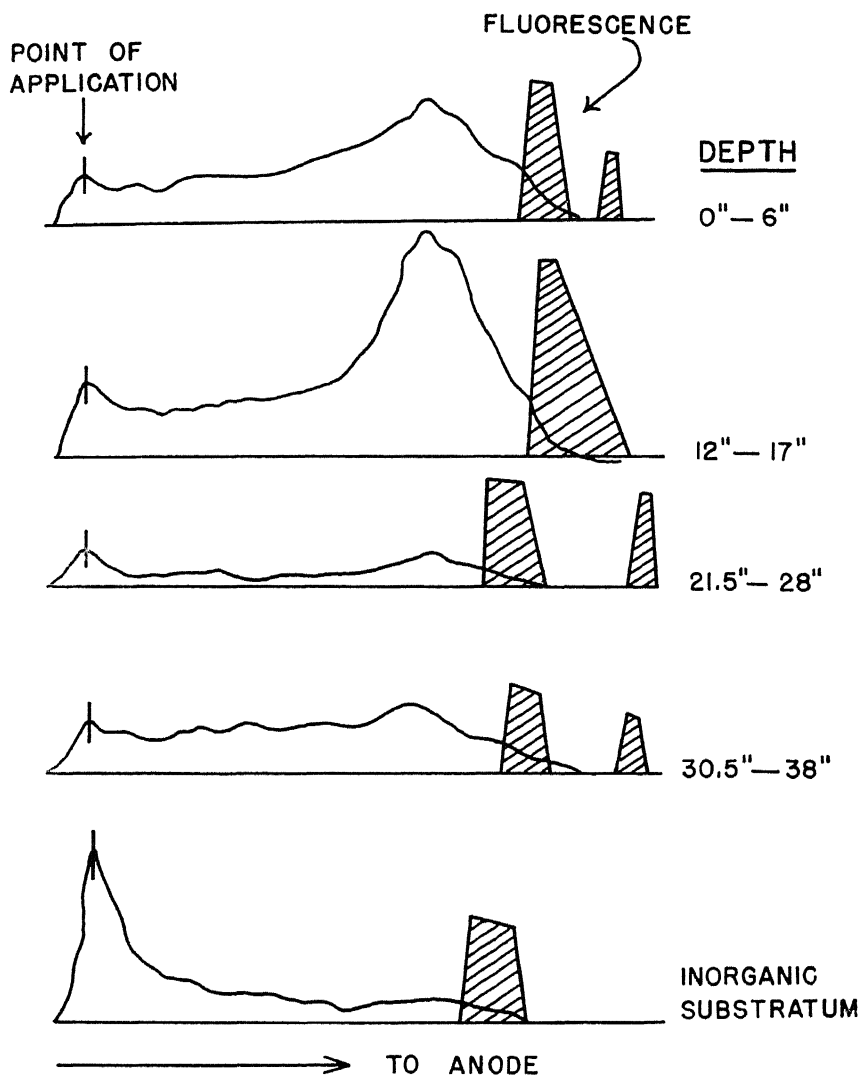 FLUORESCENCE
POINT OF
APPLICATION
DEPTH
0"—6"
12"—17"
21.5"—28"
30.5"—38"
INORGANIC
SUBSTRATUM
TO ANODE